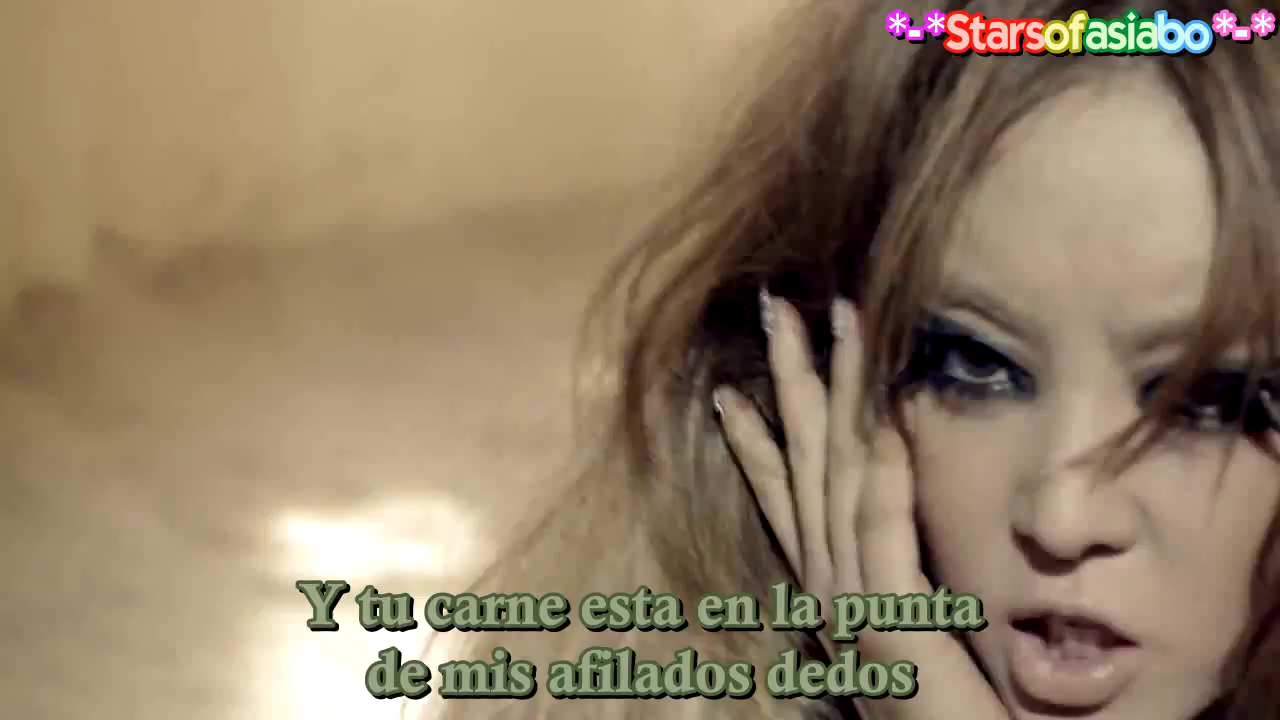 *-*Starsofasiabo*-*
Y tu carne esta en la punta
de mis afilados dedos